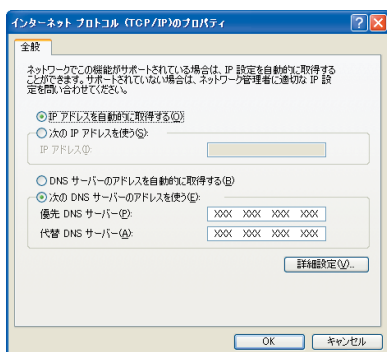 インターネット プロトコル (TCP/IP)のプロパティ
全般
ネットワークでこの機能がサポートされている場合は、IP 設定を自動的に取得する
ことができます。サポートされていない場合は、ネットワーク管理者に適切な IP 設
定を問い合わせてください。
IP アドレスを自動的に取得する(O)
次の IP アドレスを使う(S):
IP アドレス(I):
DNS サーバーのアドレスを自動的に取得する(B)
次の DNS サーバーのアドレスを使う(E):
優先 DNS サーバー(P): XXX XXX XXX XXX
代替 DNS サーバー(A): XXX XXX XXX XXX
詳細設定(V)...
OK キャンセル